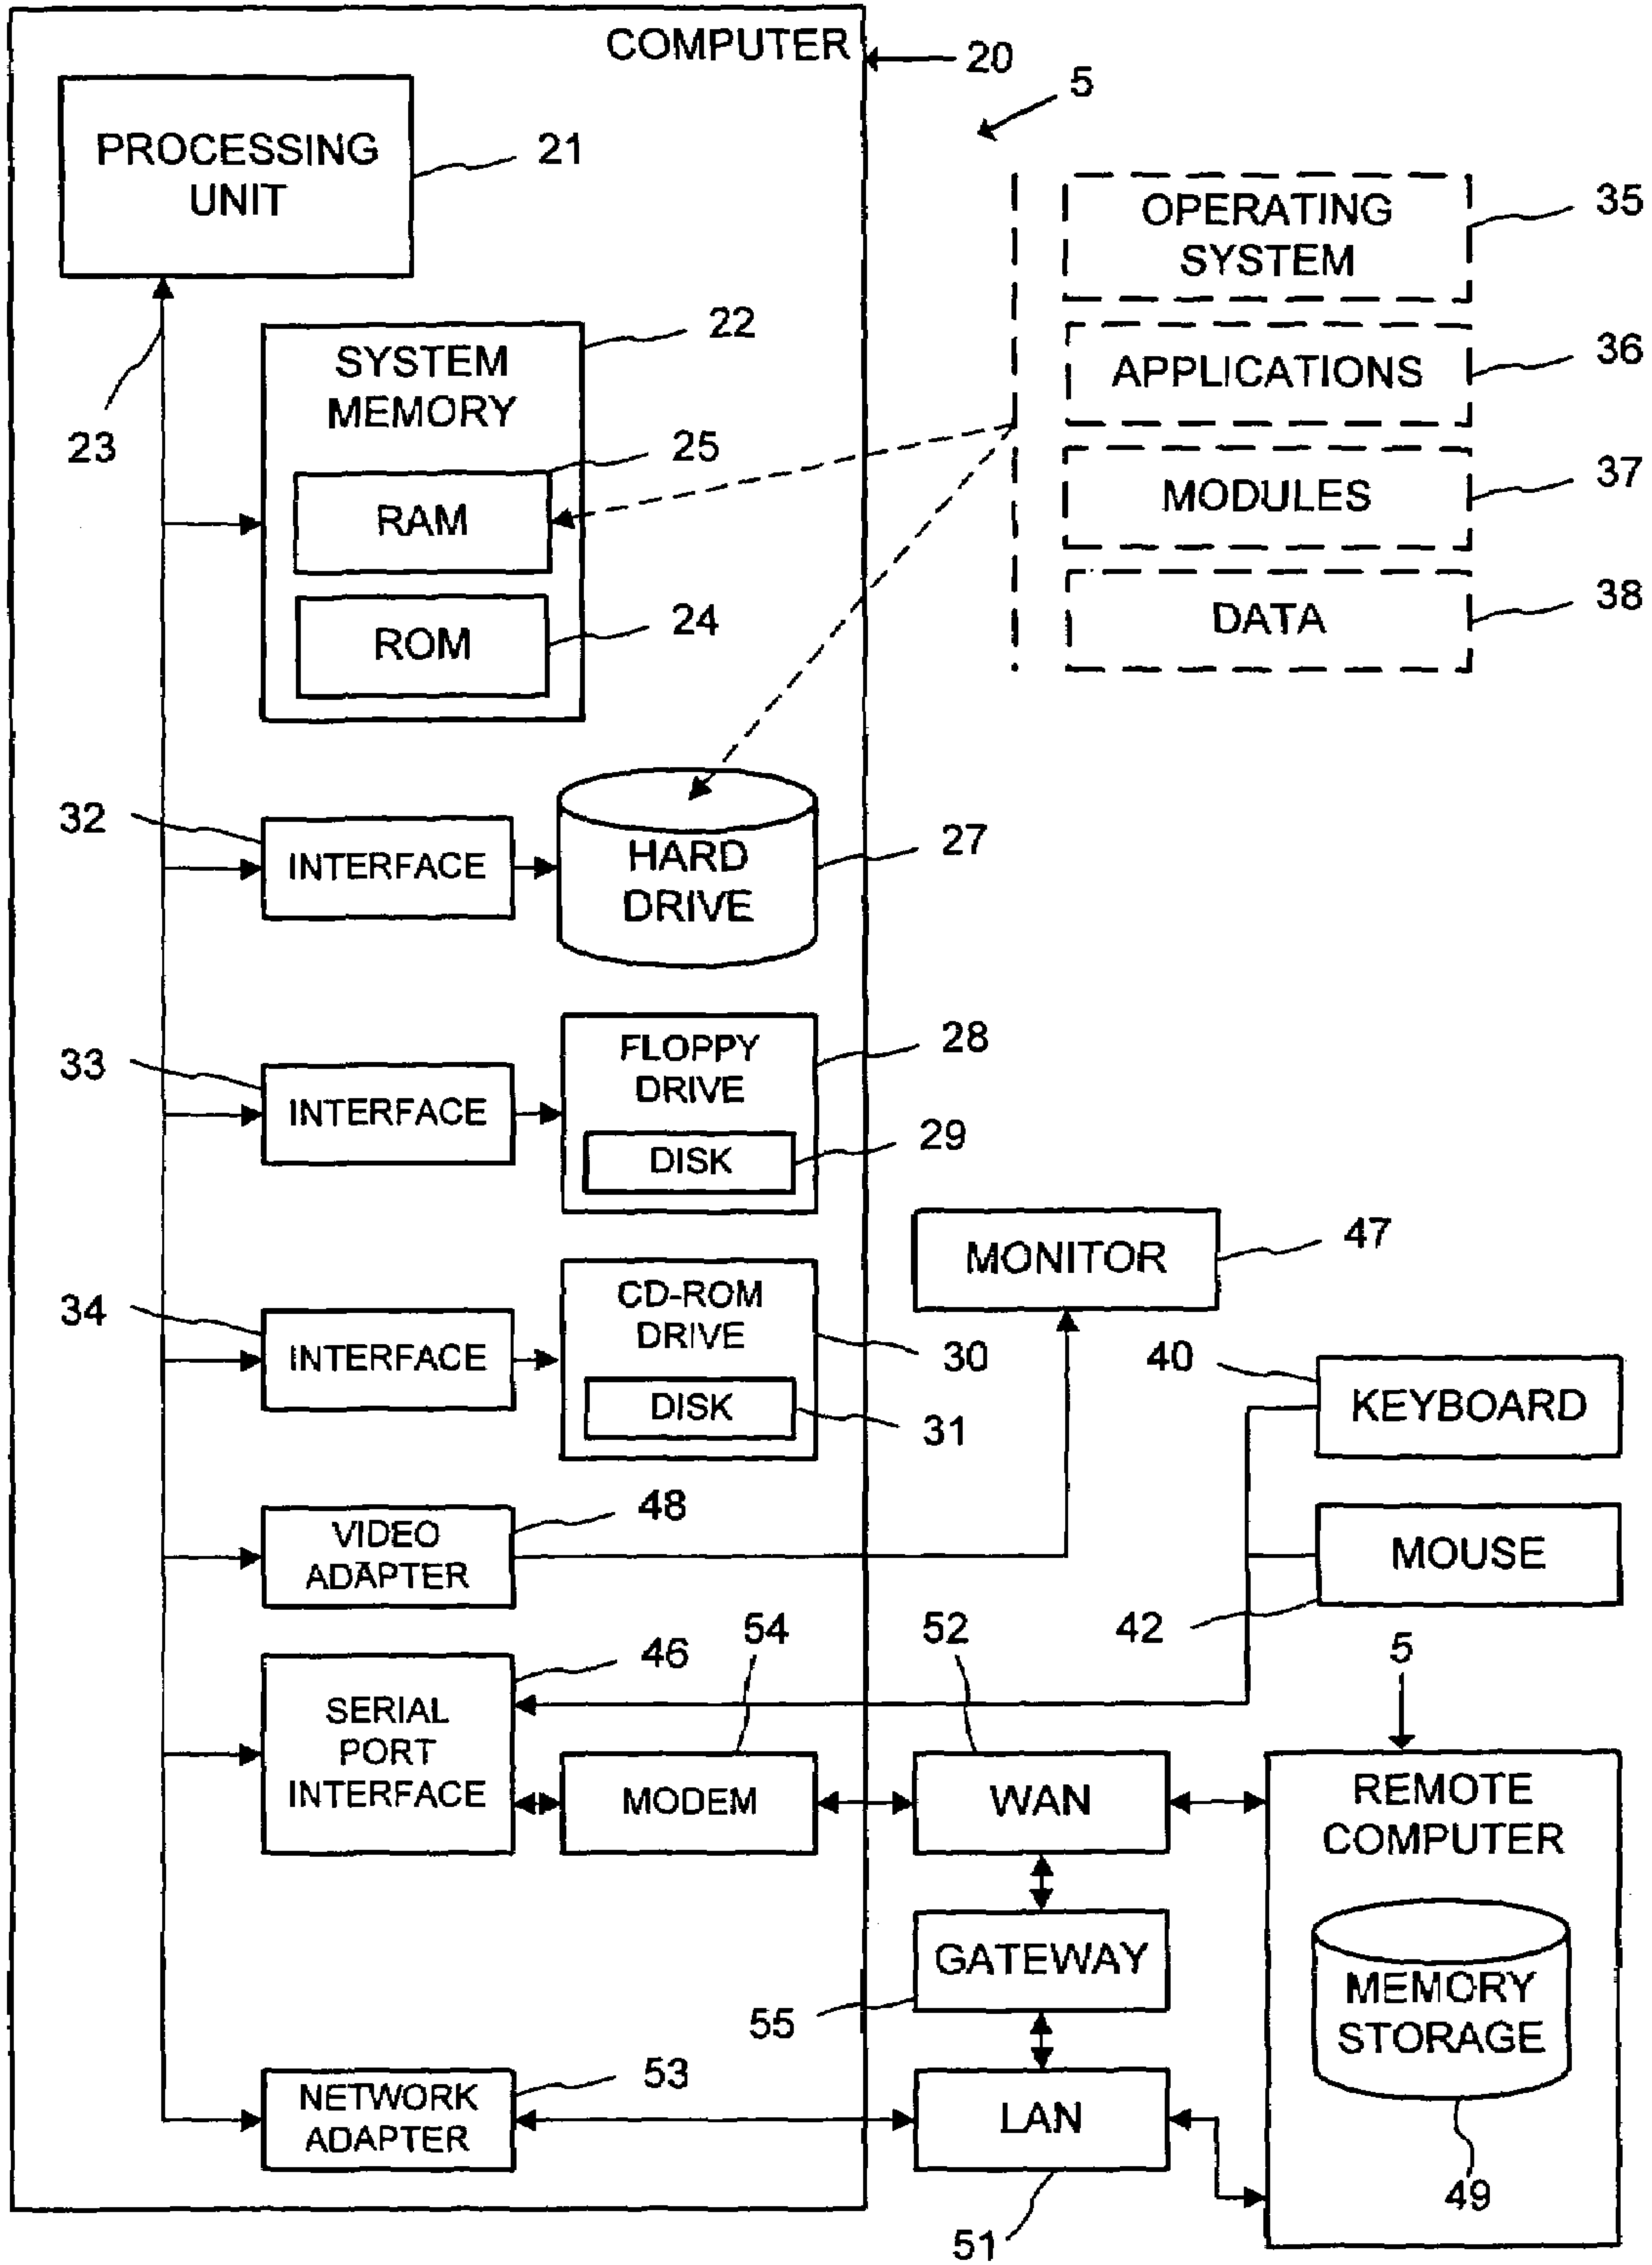 COMPUTER
20
5
PROCESSING
UNIT
21
OPERATING
SYSTEM
35
22
SYSTEM
MEMORY
APPLICATIONS
36
23
25
RAM
MODULES
37
24
ROM
DATA
38
32
INTERFACE
HARD
DRIVE
27
33
INTERFACE
FLOPPY
DRIVE
28
DISK
29
MONITOR
47
34
INTERFACE
CD-ROM
DRIVE
30
DISK
31
40
KEYBOARD
VIDEO
ADAPTER
48
MOUSE
42
46
54
52
5
SERIAL
PORT
INTERFACE
MODEM
WAN
REMOTE
COMPUTER
GATEWAY
55
MEMORY
STORAGE
49
NETWORK
ADAPTER
53
LAN
51